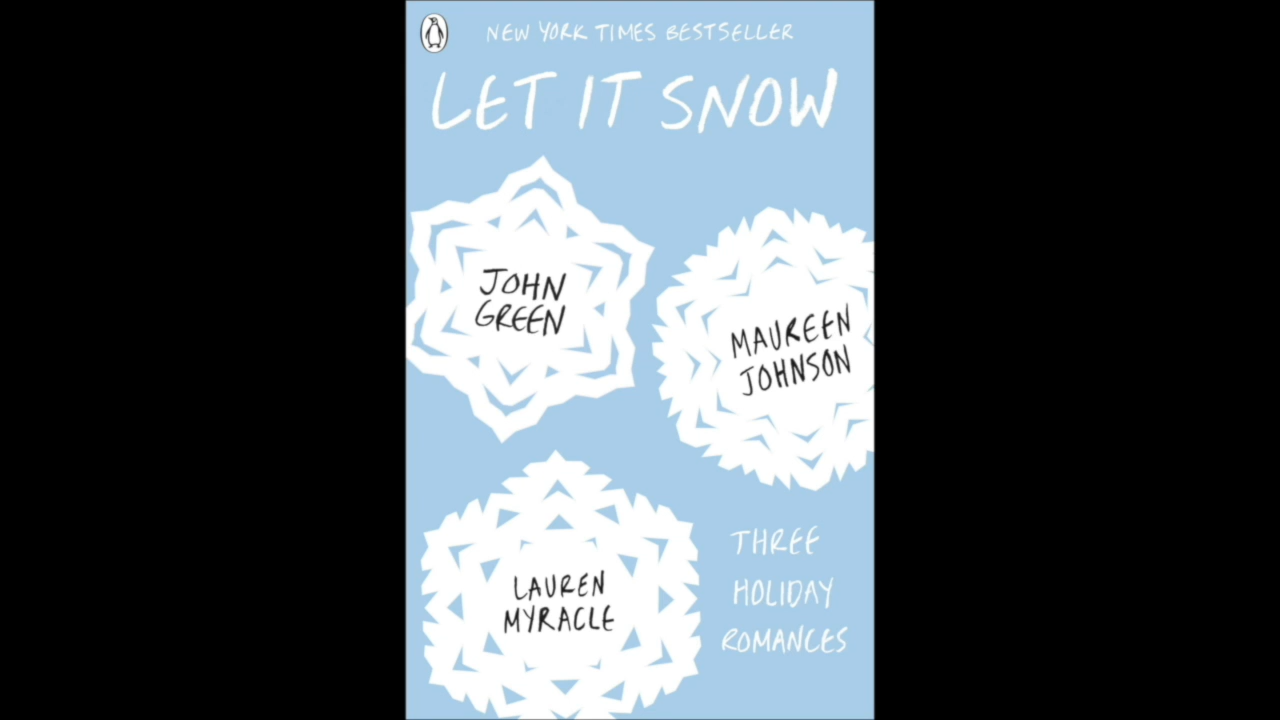 NEW YORK TIMES BESTSELLER
LET IT SNOW
JOHN
GREEN
MAUREEN
JOHNSON
LAUREN
MYRACLE
THREE
HOLIDAY
ROMANCES